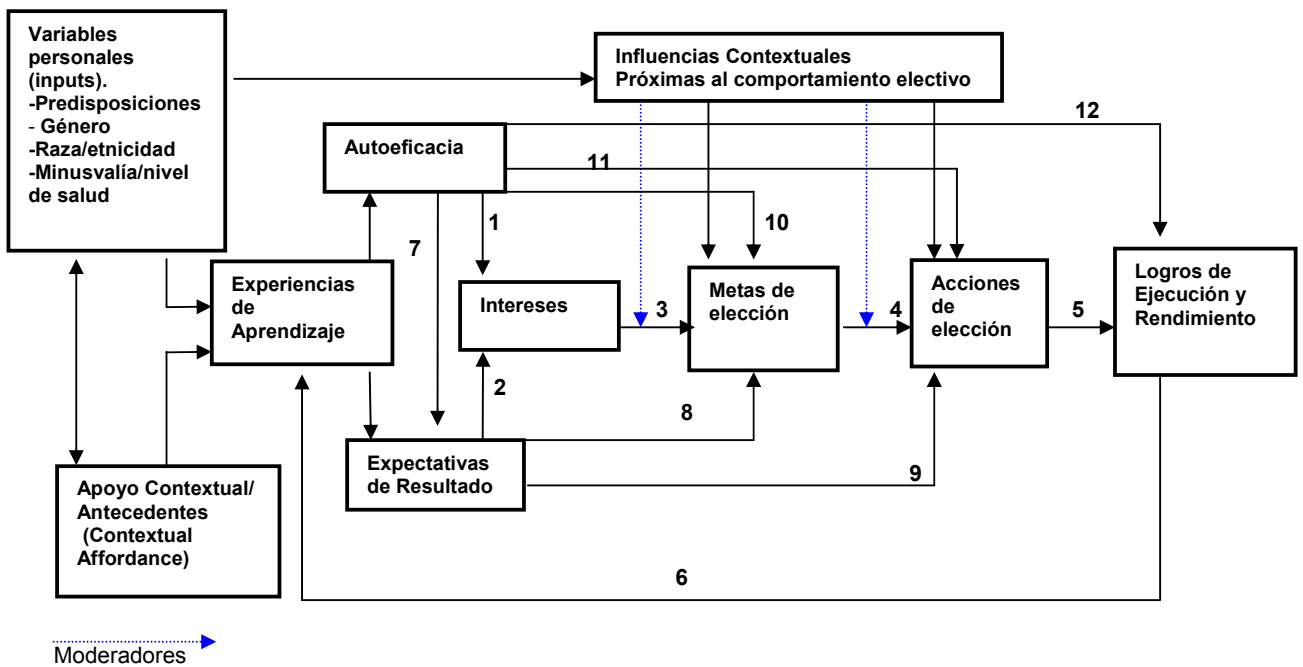 Variables
personales
(inputs).
-Predisposiciones
- Género
-Raza/etnicidad
-Minusvalía/nivel
de salud
Influencias Contextuales
Próximas al comportamiento electivo
12
Autoeficacia
11
1
10
7
Experiencias
de
Aprendizaje
Intereses
3
Metas de
elección
4
Acciones
de
elección
5
Logros de
Ejecución y
Rendimiento
2
8
Expectativas
de Resultado
9
Apoyo Contextual/
Antecedentes
(Contextual
Affordance)
6
Moderadores